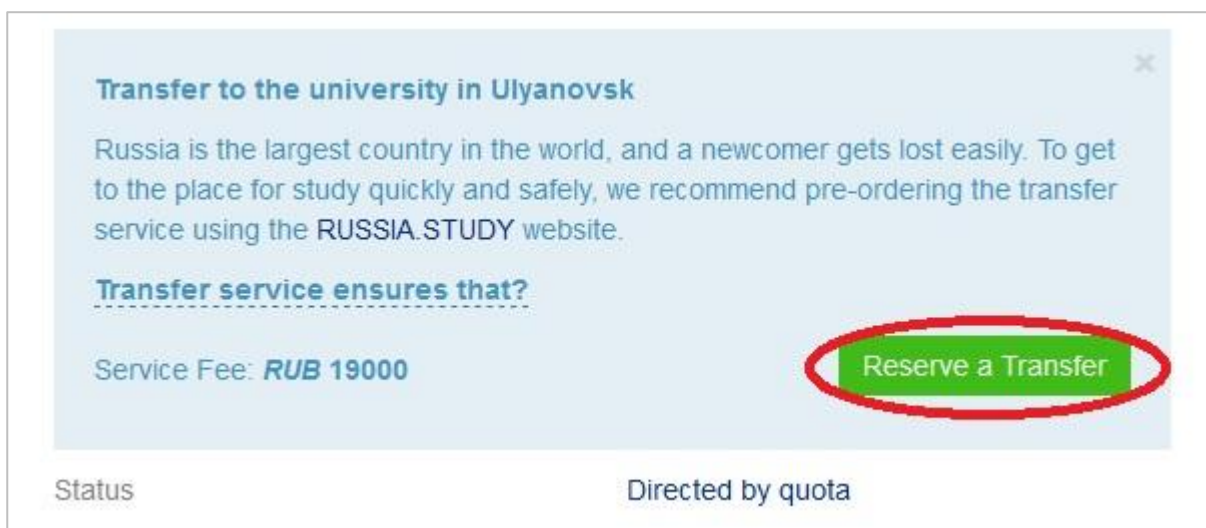 Transfer to the university in Ulyanovsk
Russia is the largest country in the world, and a newcomer gets lost easily. To get
to the place for study quickly and safely, we recommend pre-ordering the transfer
service using the RUSSIA.STUDY website.
Transfer service ensures that?
Service Fee: RUB 19000
Reserve a Transfer
Status
Directed by quota